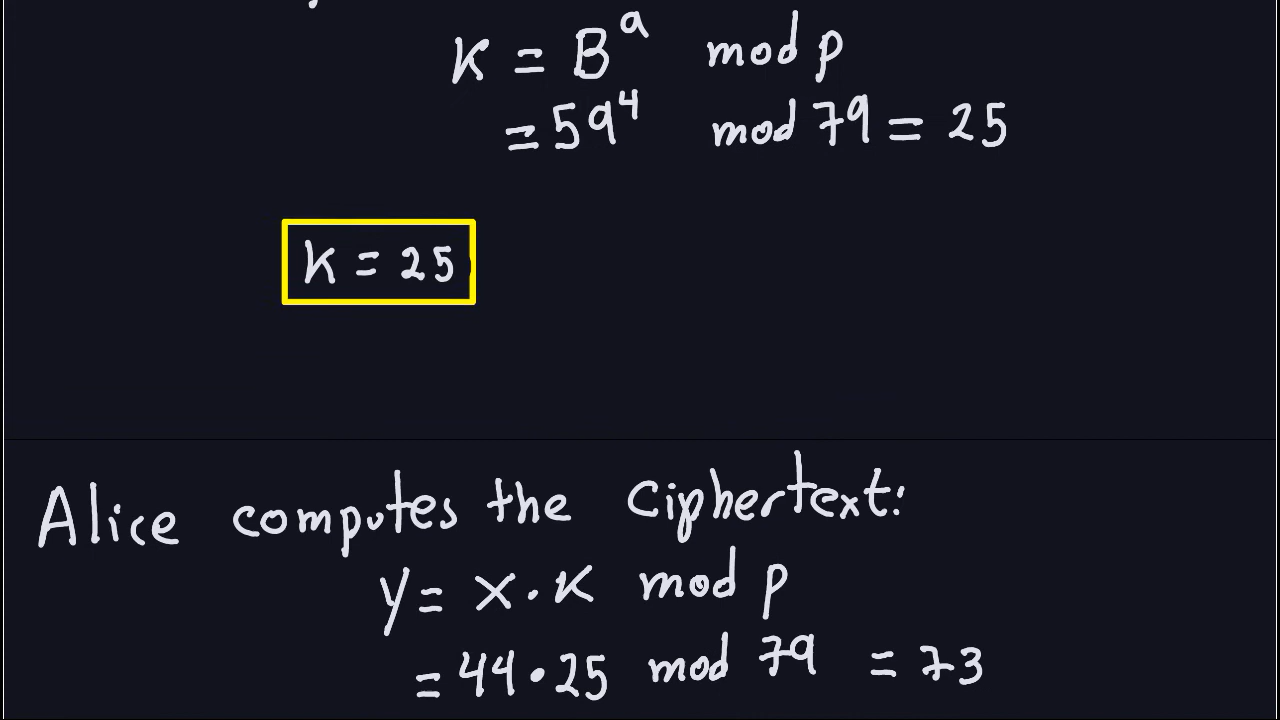 K = B^a mod p
= 59^4 mod 79 = 25
K = 25
Alice computes the Ciphertext:
y = x · K mod p
= 44 · 25 mod 79 = 73